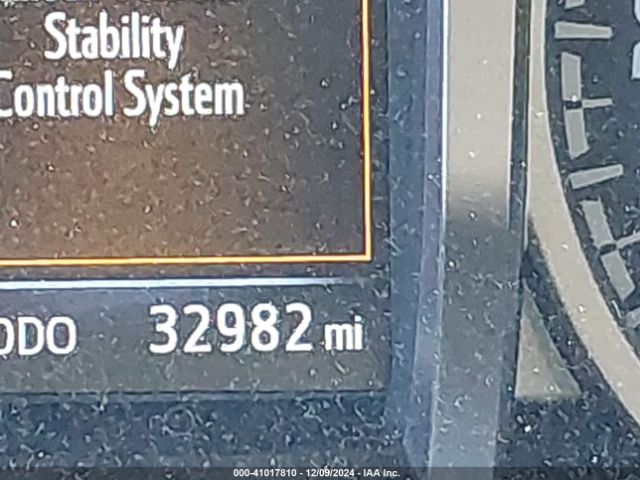 Stability
Control System
ODO 32982 mi
000-41017810 - 12/09/2024 - IAA Inc.